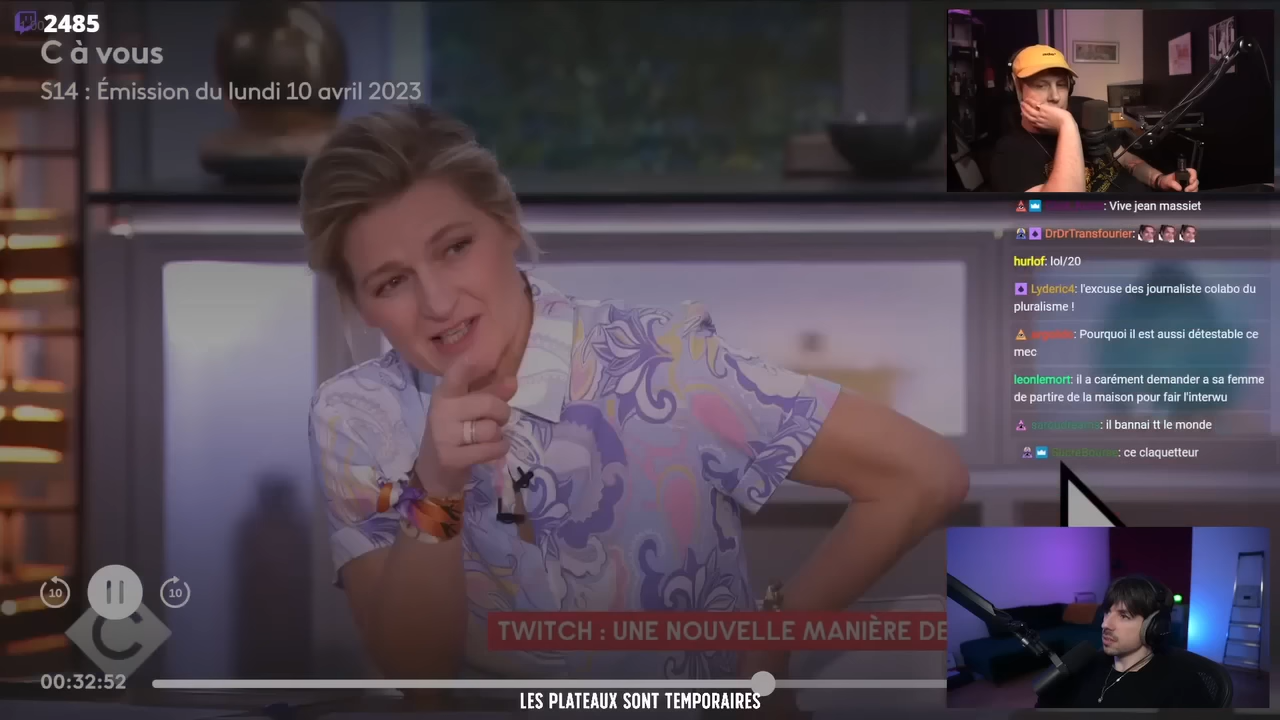 2485
C à vous
S14 : Émission du lundi 10 avril 2023
: Vive jean massiet
DrDrTransfourier:
hurlof: lol/20
Lyderic4: l'excuse des journaliste colabo du
pluralisme !
: Pourquoi il est aussi détestable ce
mec
leonlemort: il a carément demander a sa femme
de partire de la maison pour fair l'interwu
: il bannai tt le monde
: ce claquetteur
10
10
C
TWITCH : UNE NOUVELLE MANIÈRE DE
00:32:52
LES PLATEAUX SONT TEMPORAIRES